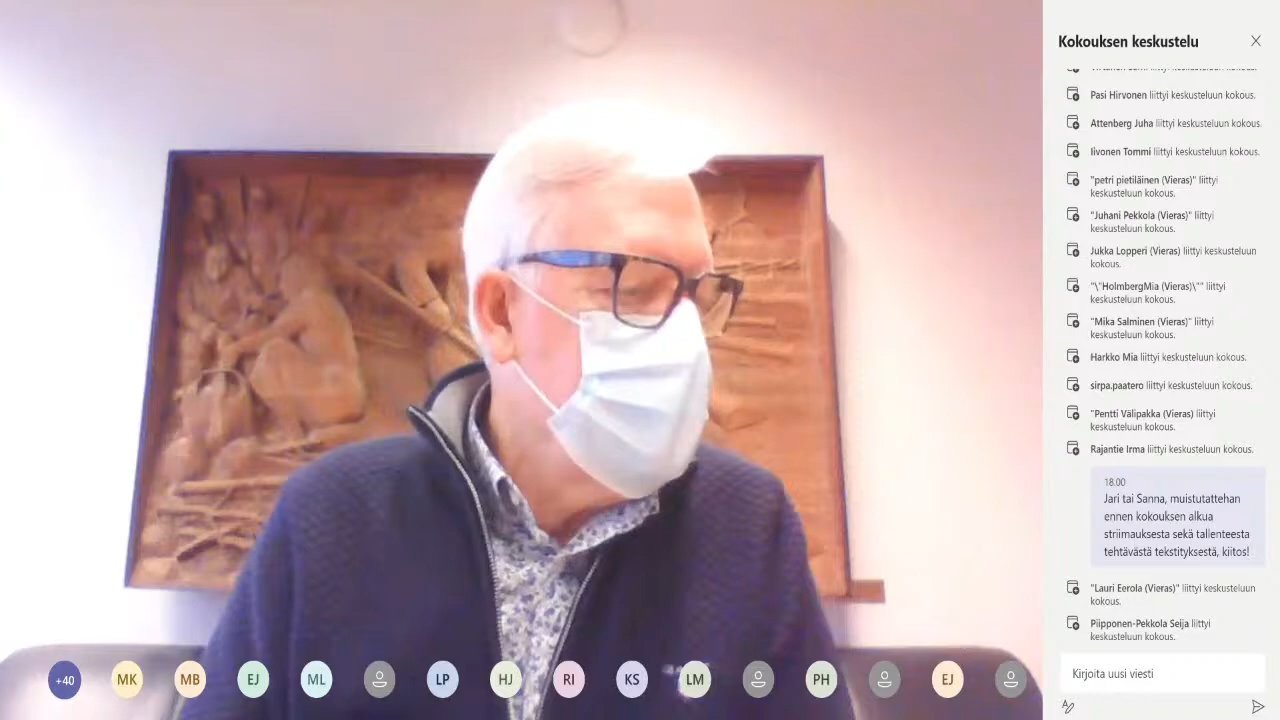 Kokouksen keskustelu
Pasi Hirvonen liittyi keskusteluun kokous.
Attenberg Juha liittyi keskusteluun kokous.
Iivonen Tommi liittyi keskusteluun kokous.
"petri pietiläinen (Vieras)" liittyi
keskusteluun kokous.
"Juhani Pekkola (Vieras)" liittyi
keskusteluun kokous.
Jukka Lopperi (Vieras) liittyi keskusteluun
kokous.
"\"HolmbergMia (Vieras)\"" liittyi
keskusteluun kokous.
"Mika Salminen (Vieras)" liittyi
keskusteluun kokous.
Harkko Mia liittyi keskusteluun kokous.
sirpa.paatero liittyi keskusteluun kokous.
"Pentti Välipakka (Vieras) liittyi
keskusteluun kokous.
Rajantie Irma liittyi keskusteluun kokous.
18.00
Jari tai Sanna, muistutattehan
ennen kokouksen alkua
striimauksesta sekä tallenteesta
tehtävästä tekstityksestä, kiitos!
"Lauri Eerola (Vieras)" liittyi keskusteluun
kokous.
Piipponen-Pekkola Seija liittyi
keskusteluun kokous.
Kirjoita uusi viesti
+40 MK MB EJ ML LP HJ RI KS LM PH EJ